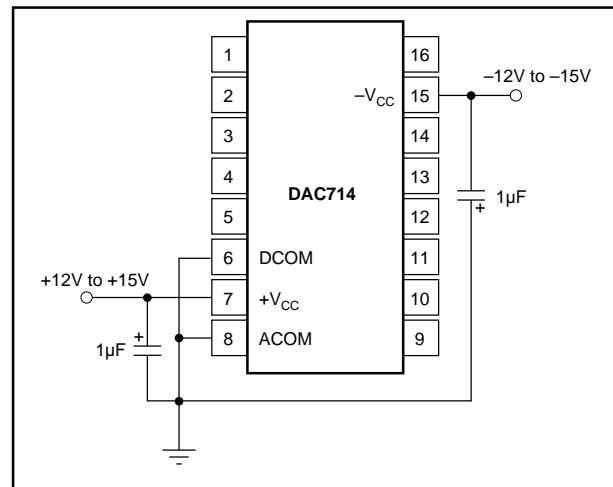 1
16
–12V to –15V
2
–V_CC
15
3
14
4
13
1µF
+
DAC714
5
12
6
DCOM
11
+12V to +15V
7
+V_CC
10
+
1µF
8
ACOM
9